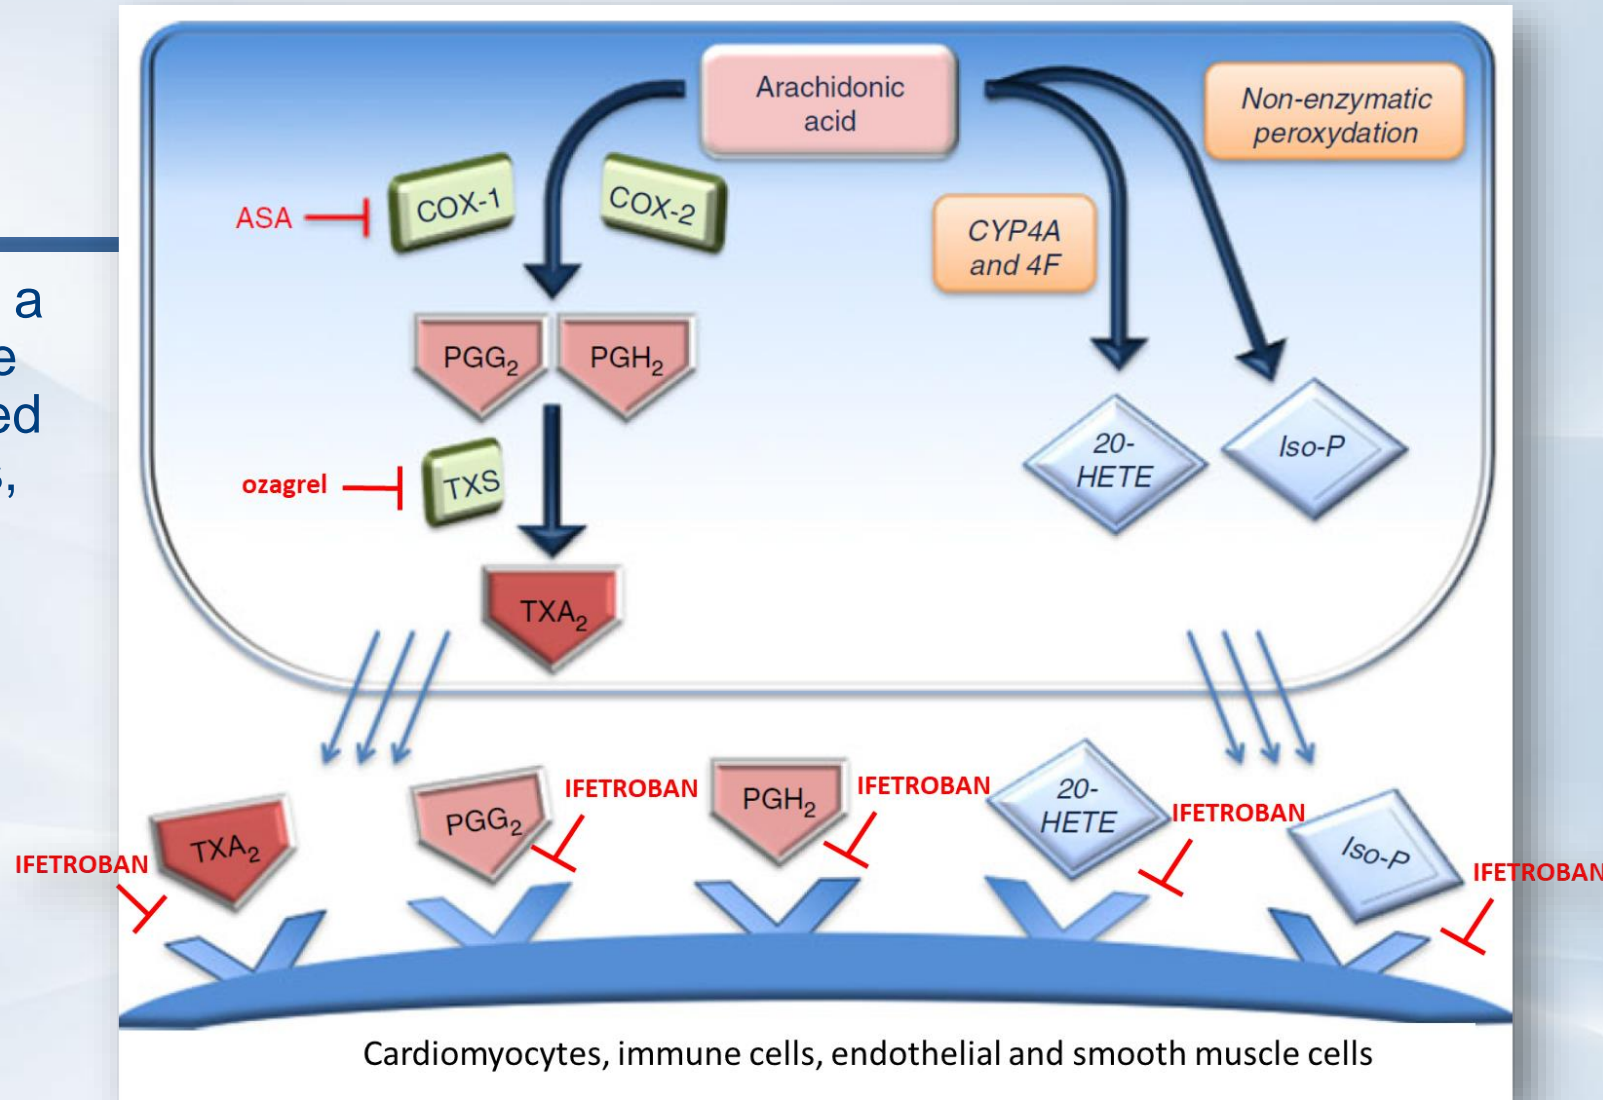 a
e
ed
s,
Arachidonic
acid
Non-enzymatic
peroxydation
ASA
COX-1
COX-2
CYP4A
and 4F
PGG₂
PGH₂
20-
HETE
Iso-P
ozagrel
TXS
TXA₂
IFETROBAN
TXA₂
PGG₂
IFETROBAN
PGH₂
IFETROBAN
20-
HETE
IFETROBAN
Iso-P
IFETROBAN
Cardiomyocytes, immune cells, endothelial and smooth muscle cells